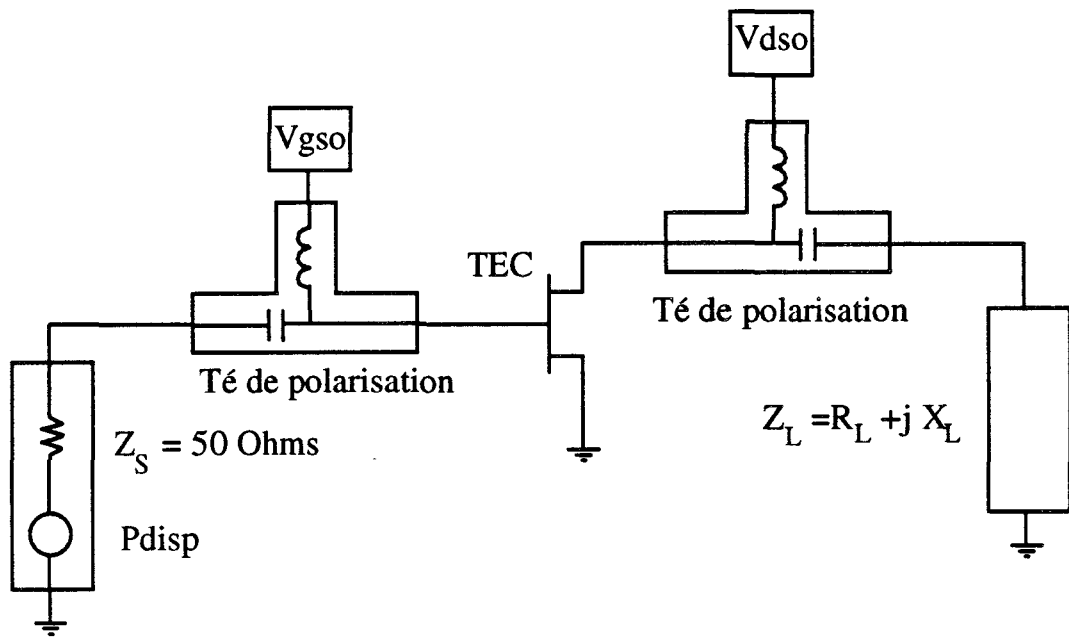 Vdso
Vgso
TEC
Té de polarisation
Té de polarisation
Z_S = 50 Ohms
Z_L =R_L +j X_L
Pdisp